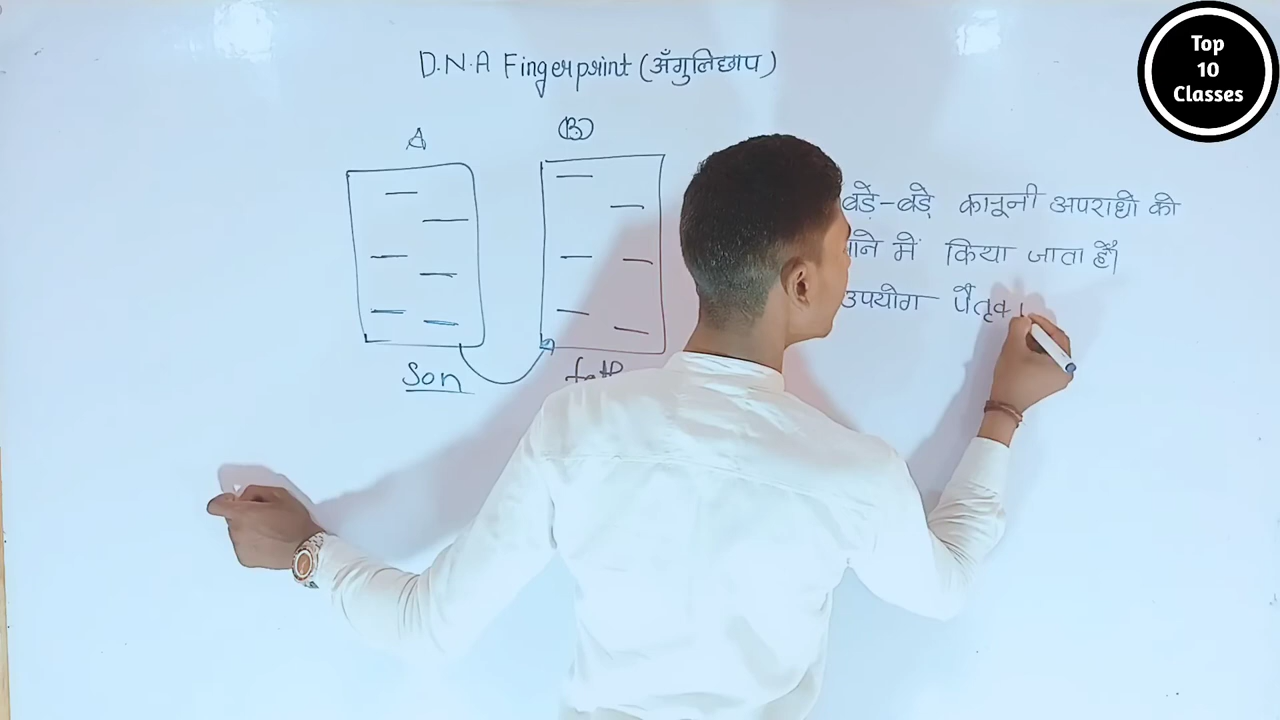 Top
10
Classes
D.N.A Fingerprint (अँगुलिछाप)
A
(B)
Son
बड़े-बड़े कानूनी अपराधो को
में किया जाता हैं।
उपयोग पैतृक